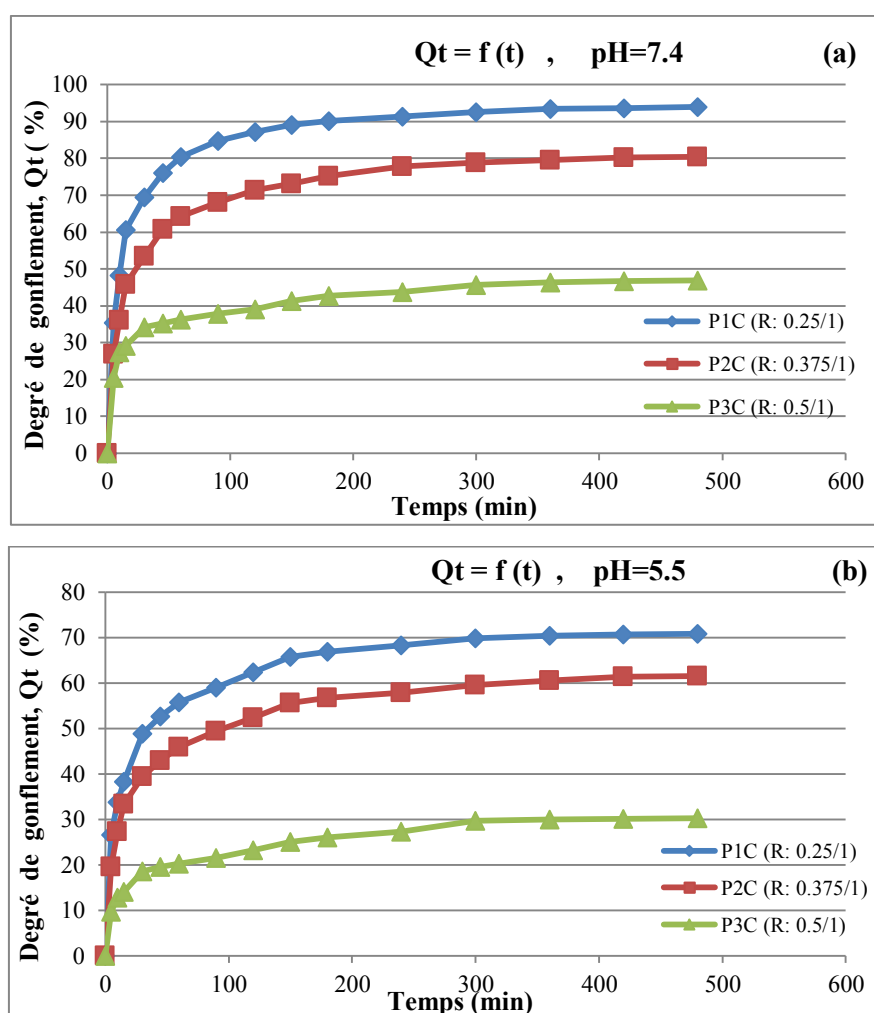 Qt = f (t) , pH=7.4 (a)
Degré de gonflement, Qt ( %)
100
90
80
70
60
50
40
30
20
10
0
0 100 200 300 400 500 600
Temps (min)
P1C (R: 0.25/1)
P2C (R: 0.375/1)
P3C (R: 0.5/1)
Qt = f (t) , pH=5.5 (b)
Degré de gonflement, Qt (%)
80
70
60
50
40
30
20
10
0
0 100 200 300 400 500 600
Temps (min)
P1C (R: 0.25/1)
P2C (R: 0.375/1)
P3C (R: 0.5/1)